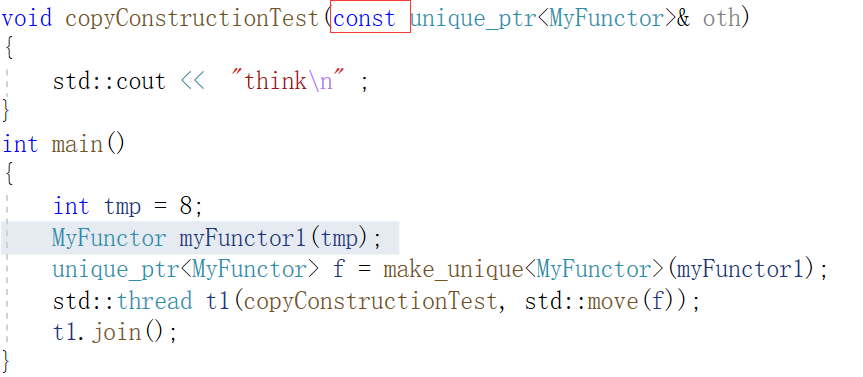 void copyConstructionTest(const unique_ptr<MyFunctor>& oth)
{
    std::cout << "think\n" ;
}
int main()
{
    int tmp = 8;
    MyFunctor myFunctor1(tmp);
    unique_ptr<MyFunctor> f = make_unique<MyFunctor>(myFunctor1);
    std::thread t1(copyConstructionTest, std::move(f));
    t1.join();
}